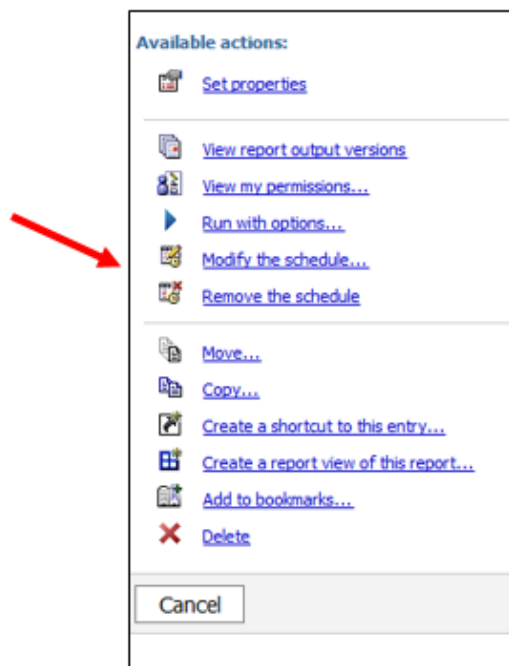 Available actions:
Set properties
View report output versions
View my permissions...
Run with options...
Modify the schedule...
Remove the schedule
Move...
Copy...
Create a shortcut to this entry...
Create a report view of this report...
Add to bookmarks...
Delete
Cancel